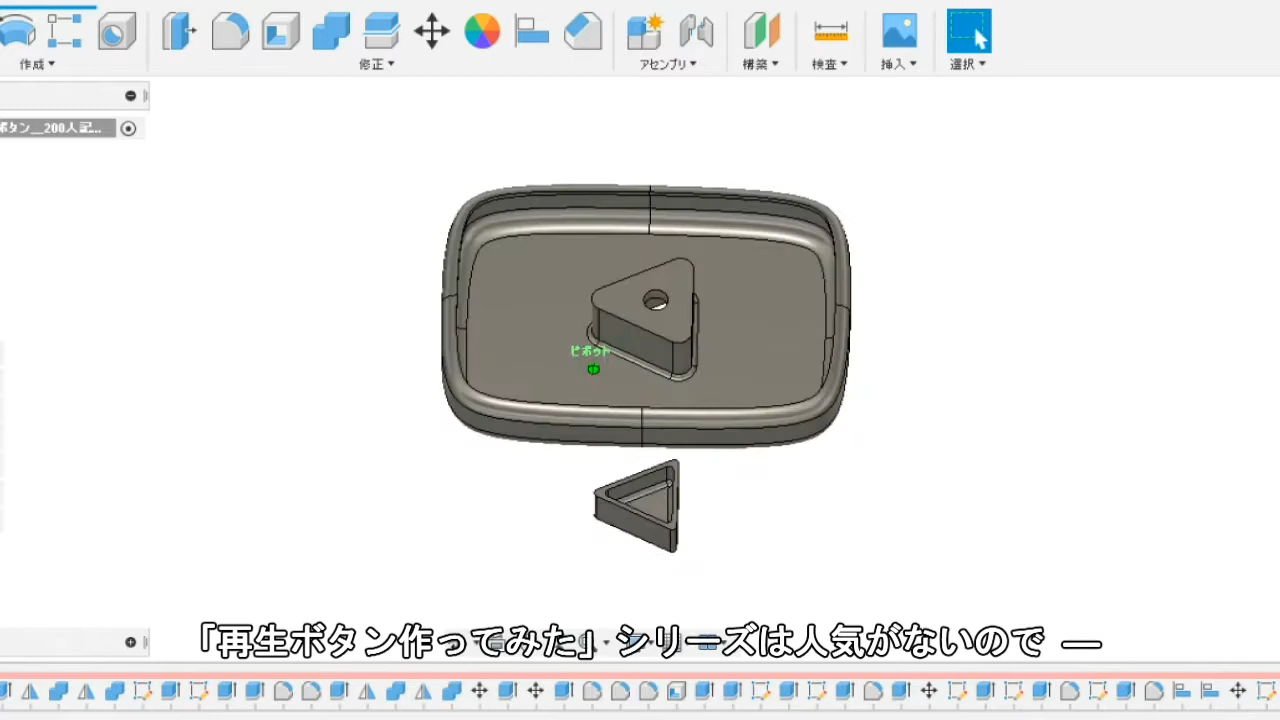 作成▼
修正▼
アセンブリ▼
構築▼
検査▼
挿入▼
選択▼
ボタン__200人記...
ピボット
「再生ボタン作ってみた」シリーズは人気がないので ―